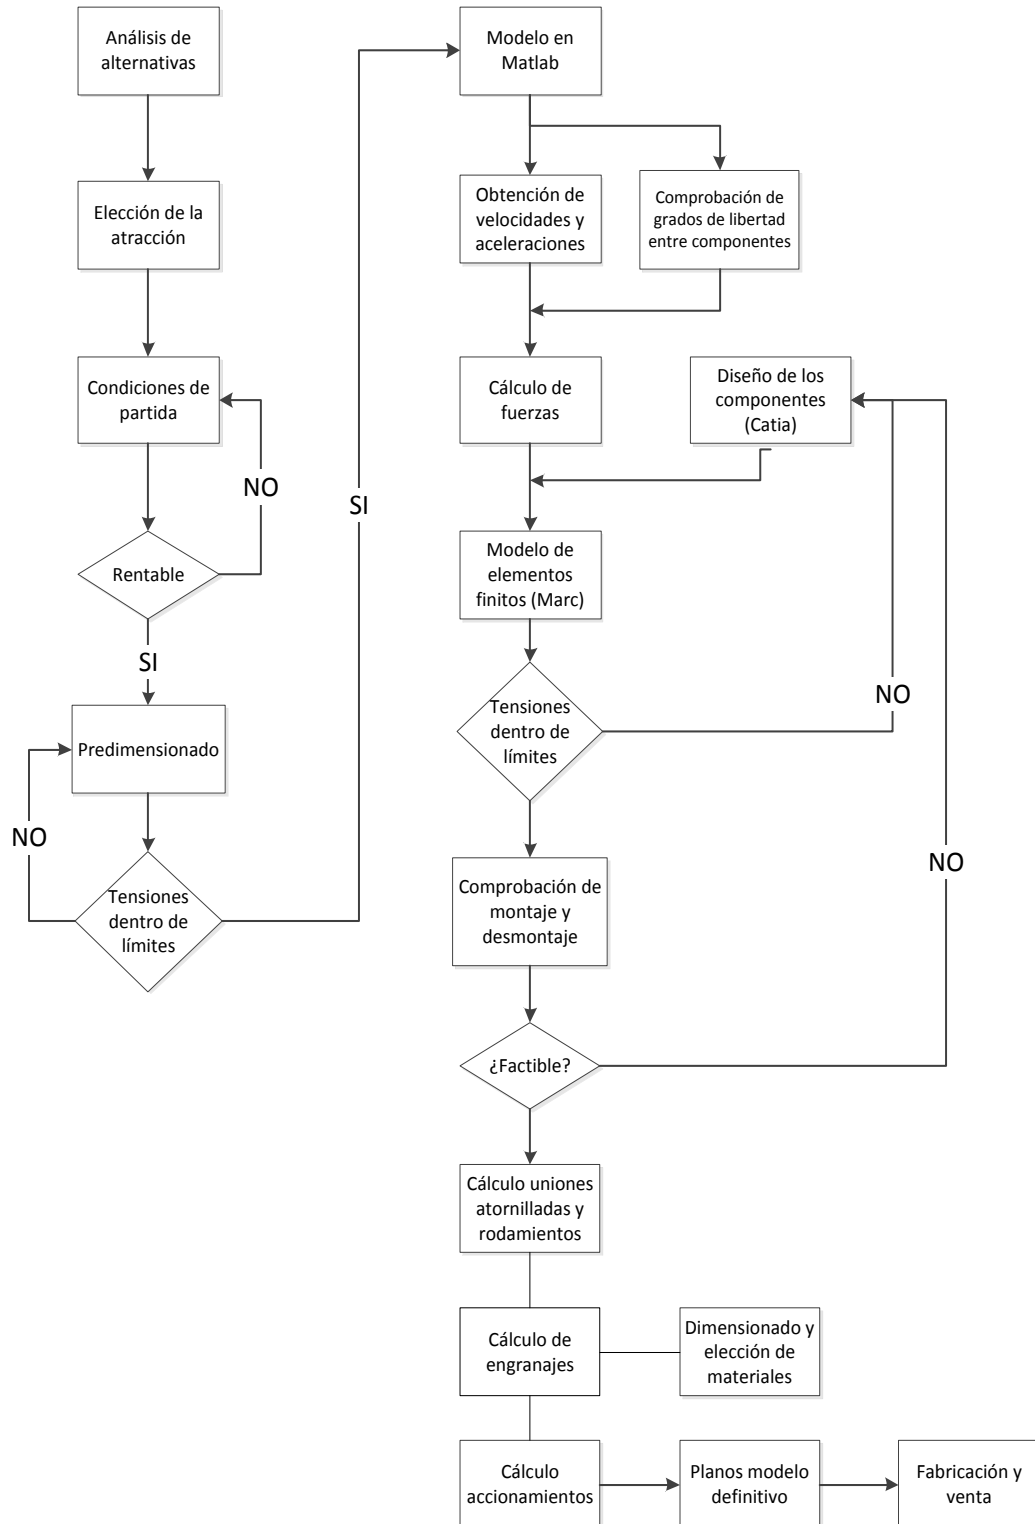 Análisis de
alternativas
Elección de la
atracción
Condiciones de
partida
NO
Rentable
SI
Predimensionado
NO
Tensiones
dentro de
límites
SI
Modelo en
Matlab
Obtención de
velocidades y
aceleraciones
Comprobación de
grados de libertad
entre componentes
Cálculo de
fuerzas
Diseño de los
componentes
(Catia)
Modelo de
elementos
finitos (Marc)
Tensiones
dentro de
límites
NO
Comprobación de
montaje y
desmontaje
NO
¿Factible?
Cálculo uniones
atornilladas y
rodamientos
Cálculo de
engranajes
Dimensionado y
elección de
materiales
Cálculo
accionamientos
Planos modelo
definitivo
Fabricación y
venta